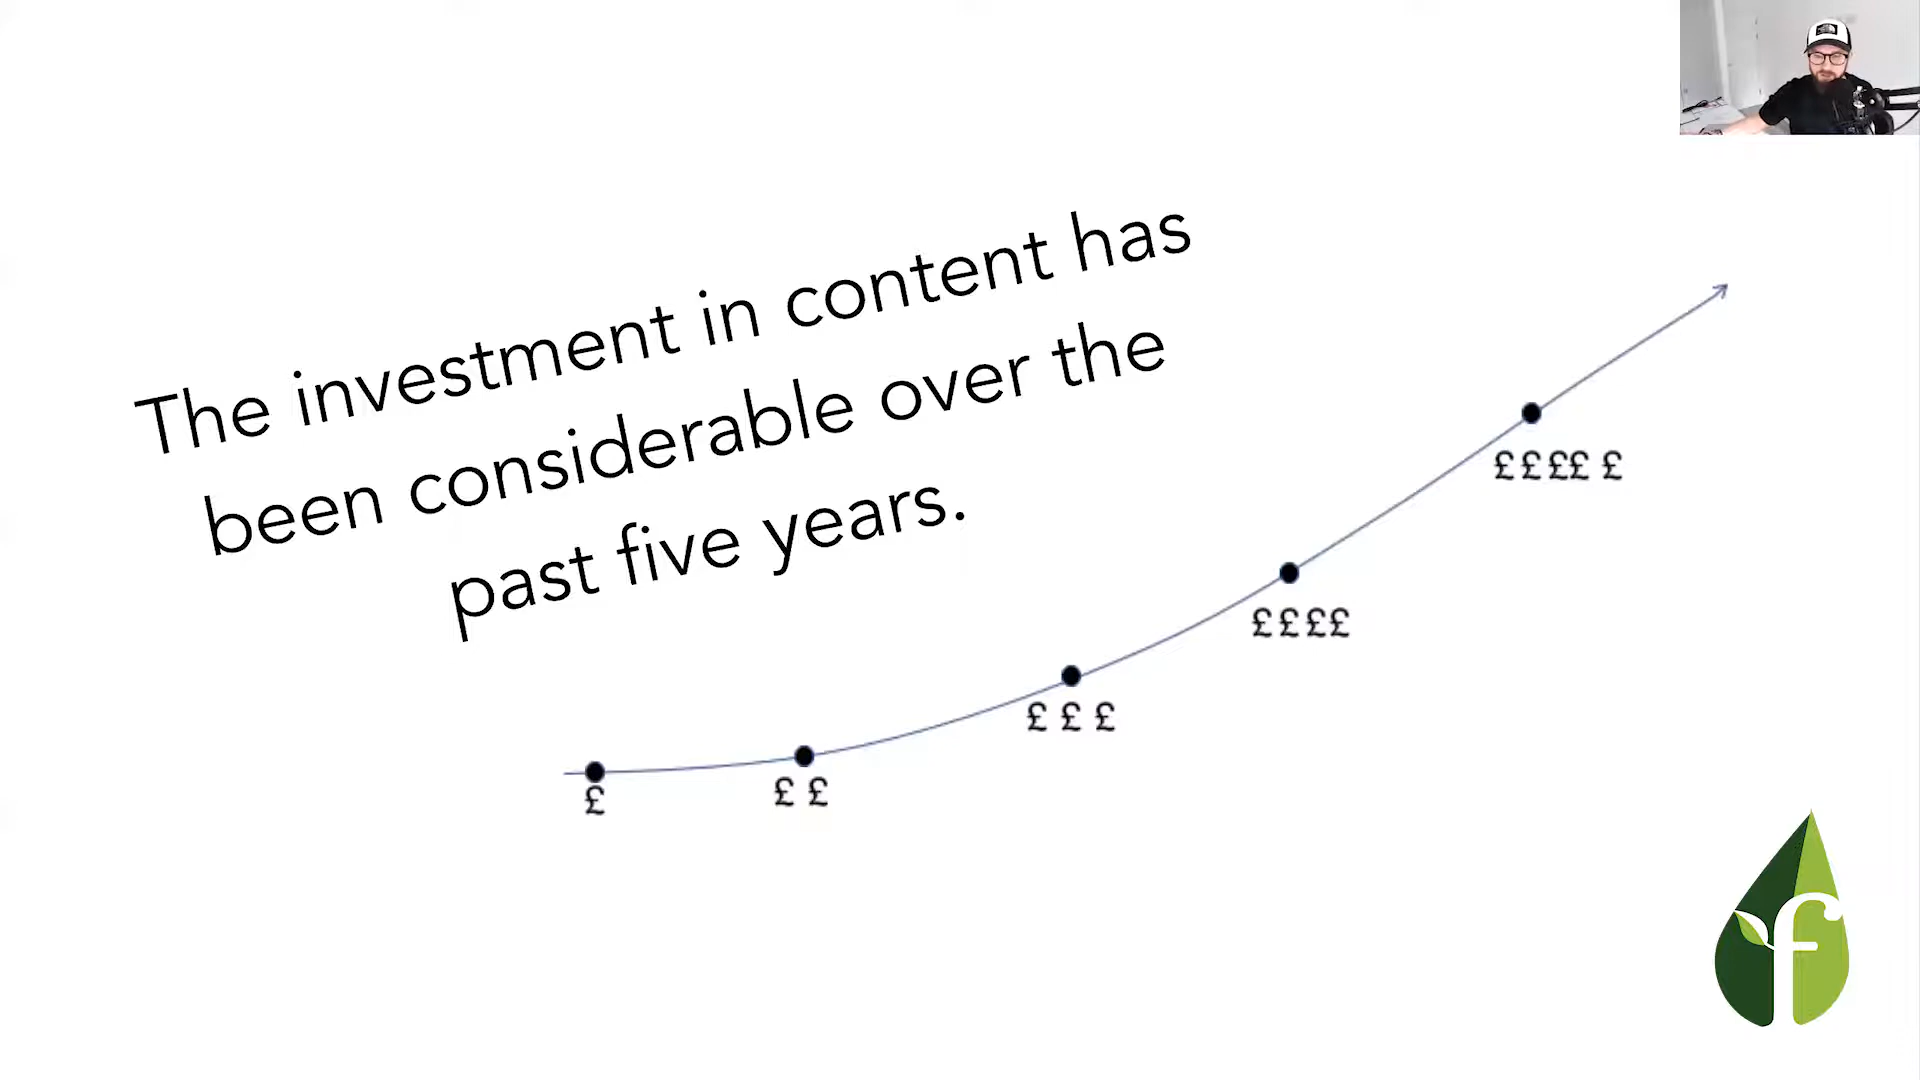 The investment in content has
been considerable over the
past five years.
£
£ £
£ £ £
££££
££££ £
f